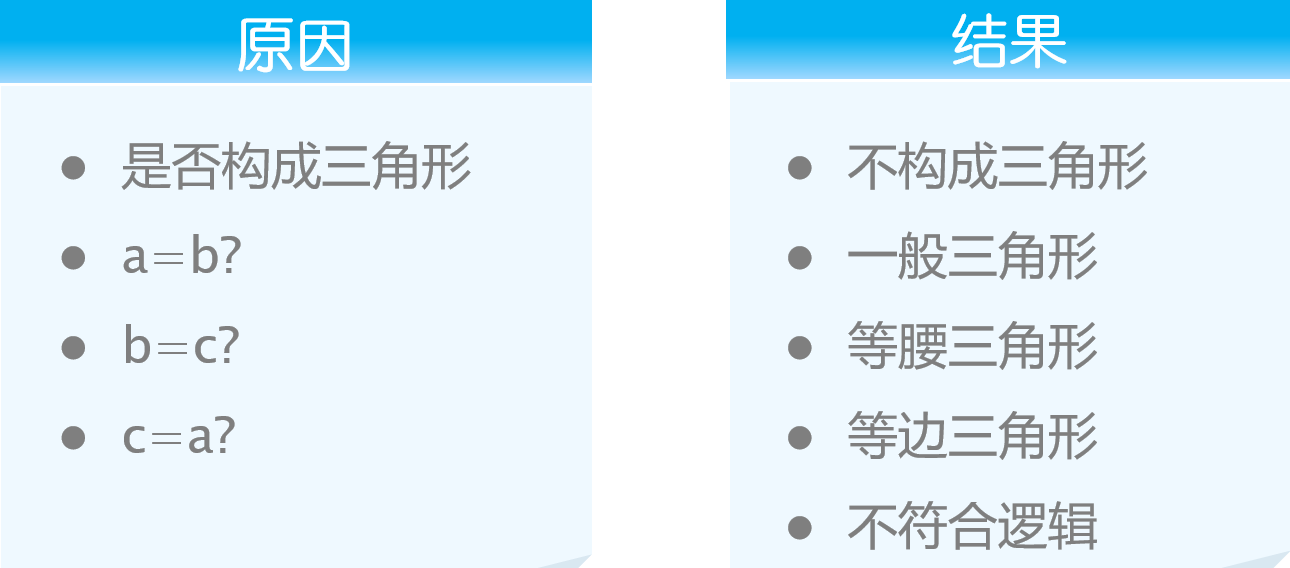 原因
● 是否构成三角形
● a=b?
● b=c?
● c=a?
结果
● 不构成三角形
● 一般三角形
● 等腰三角形
● 等边三角形
● 不符合逻辑